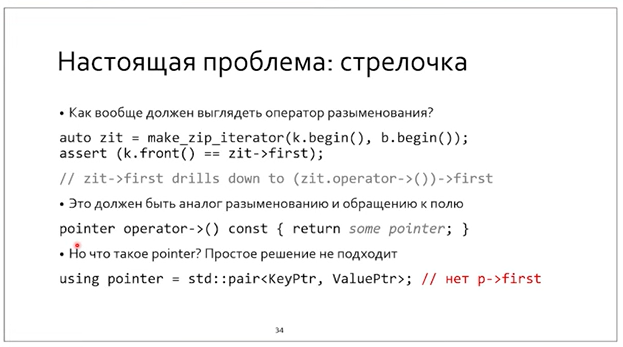 Настоящая проблема: стрелочка
• Как вообще должен выглядеть оператор разыменования?
auto zit = make_zip_iterator(k.begin(), b.begin());
assert (k.front() == zit->first);
// zit->first drills down to (zit.operator->())->first
• Это должен быть аналог разыменованию и обращению к полю
pointer operator->() const { return some pointer; }
• Но что такое pointer? Простое решение не подходит
using pointer = std::pair<KeyPtr, ValuePtr>; // нет p->first
34